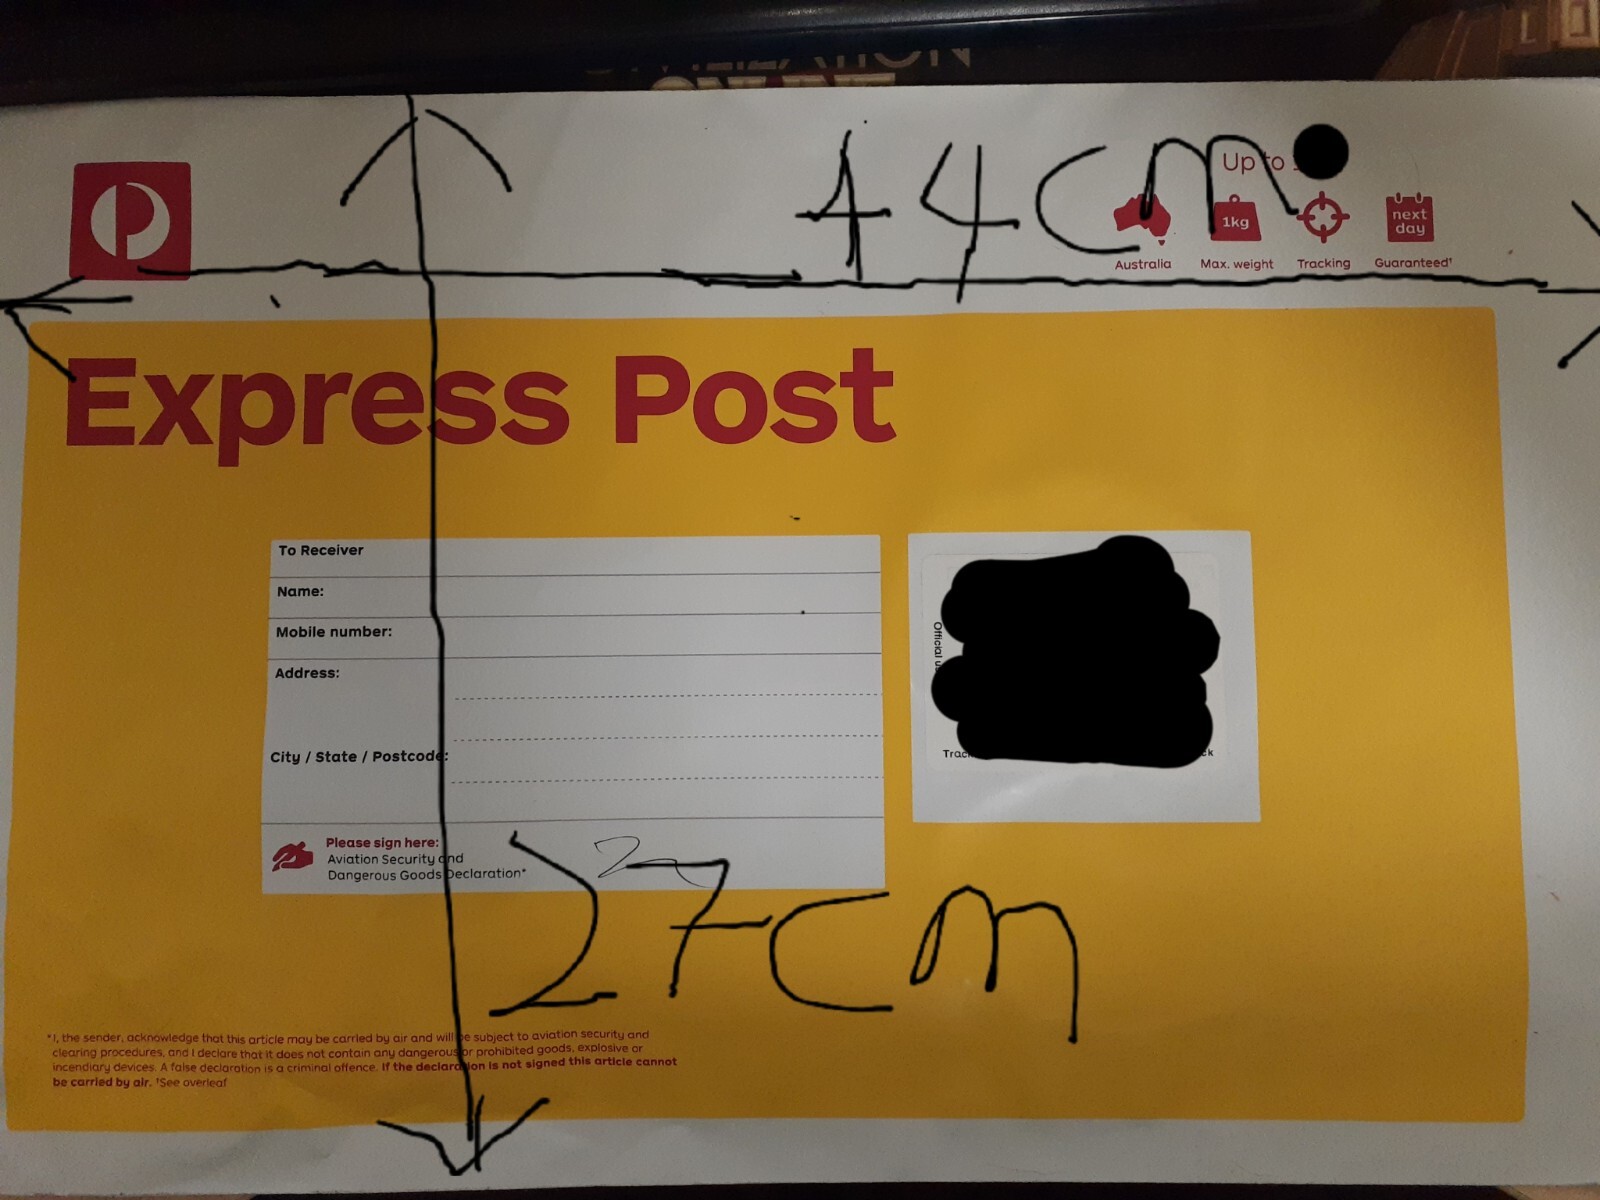 44cm
Up to
Australia
1kg
Max. weight
Tracking
next
day
Guaranteed†
Express Post
To Receiver
Name:
Mobile number:
Address:
City / State / Postcode:
Please sign here:
Aviation Security and
Dangerous Goods Declaration*
Official
27cm
*I, the sender, acknowledge that this article may be carried by air and will be subject to aviation security and
clearing procedures, and I declare that it does not contain any dangerous or prohibited goods, explosive or
incendiary devices. A false declaration is a criminal offence. If the declaration is not signed this article cannot
be carried by air. †See overleaf